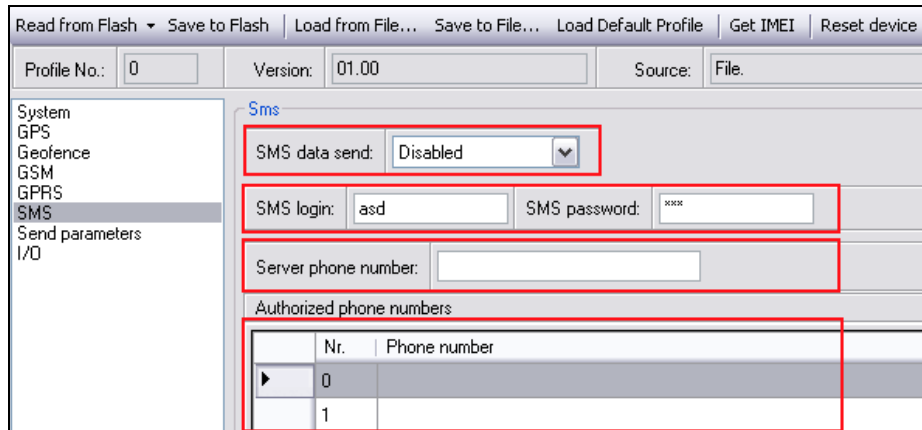 Read from Flash Save to Flash Load from File... Save to File... Load Default Profile Get IMEI Reset device
Profile No.: 0 Version: 01.00 Source: File.
System
GPS
Geofence
GSM
GPRS
SMS
Send parameters
I/O
Sms
SMS data send: Disabled
SMS login: asd SMS password: ***
Server phone number:
Authorized phone numbers
Nr. Phone number
0
1